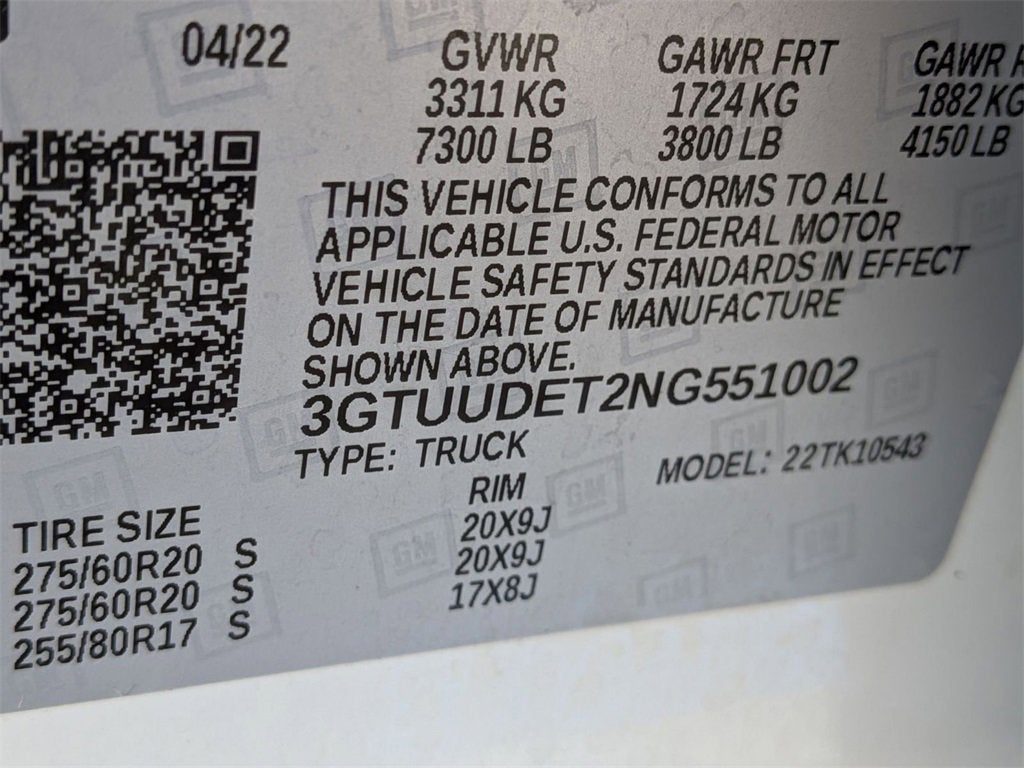 04/22 GVWR GAWR FRT GAWR
3311 KG 1724 KG 1882 KG
7300 LB 3800 LB 4150 LB
THIS VEHICLE CONFORMS TO ALL
APPLICABLE U.S. FEDERAL MOTOR
VEHICLE SAFETY STANDARDS IN EFFECT
ON THE DATE OF MANUFACTURE
SHOWN ABOVE.
3GTUUDET2NG551002
TYPE: TRUCK MODEL: 22TK10543
TIRE SIZE RIM
275/60R20 S 20X9J
275/60R20 S 20X9J
255/80R17 S 17X8J